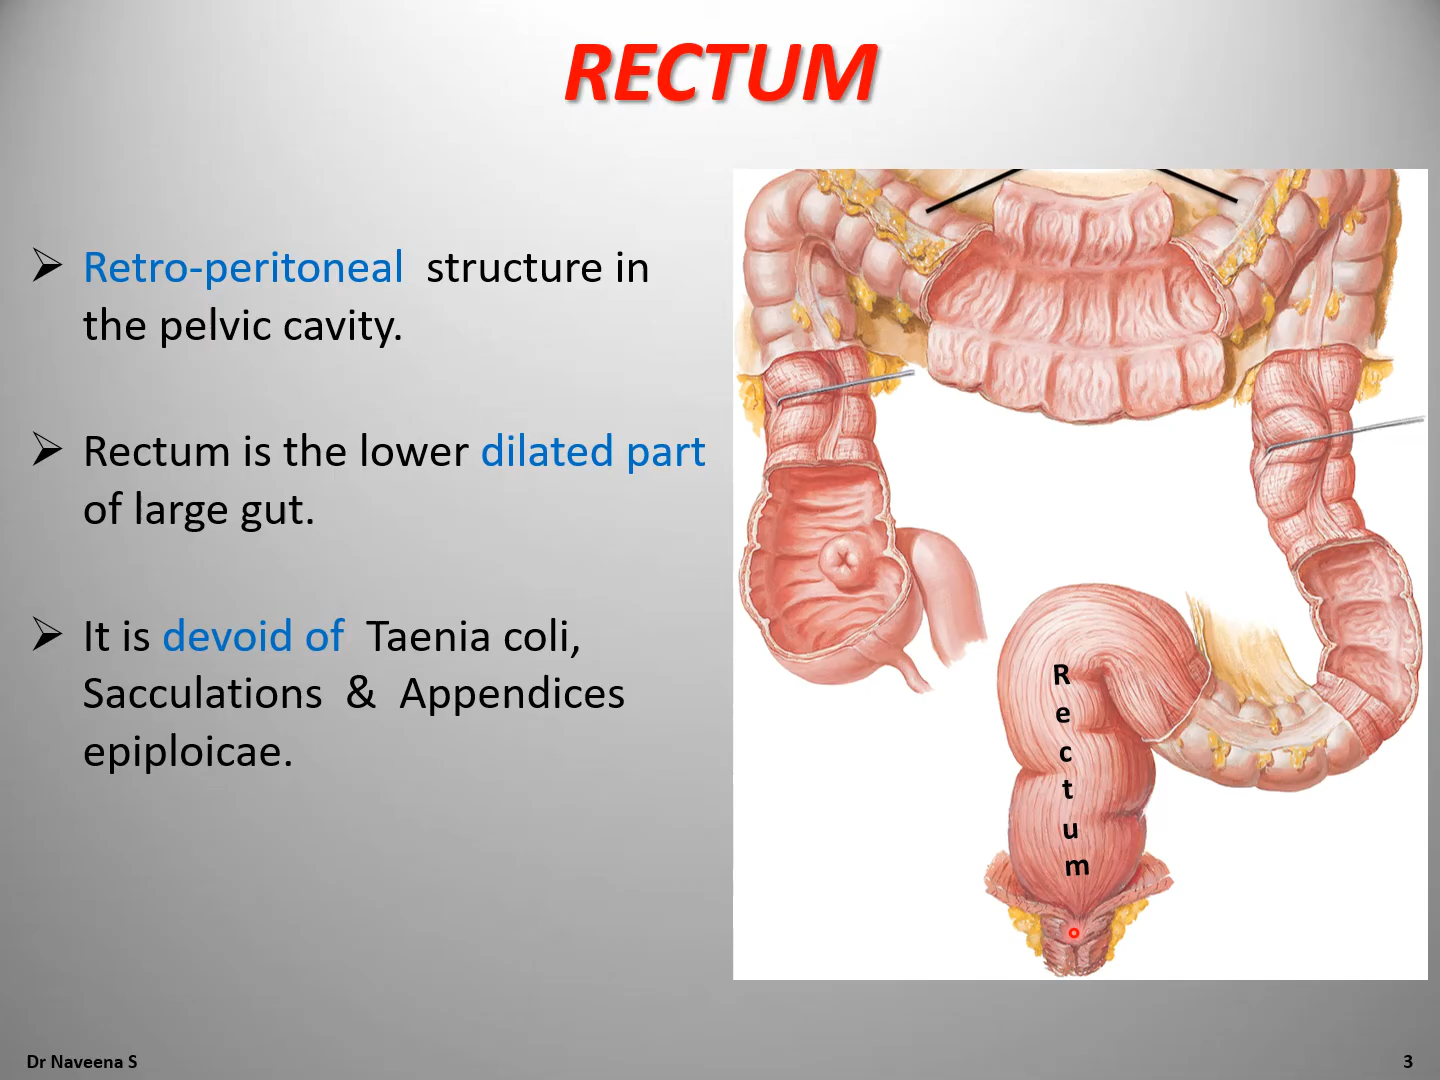 RECTUM
➢ Retro-peritoneal structure in
the pelvic cavity.
➢ Rectum is the lower dilated part
of large gut.
➢ It is devoid of Taenia coli,
Sacculations & Appendices
epiploicae.
R
e
c
t
u
m
Dr Naveena S
3